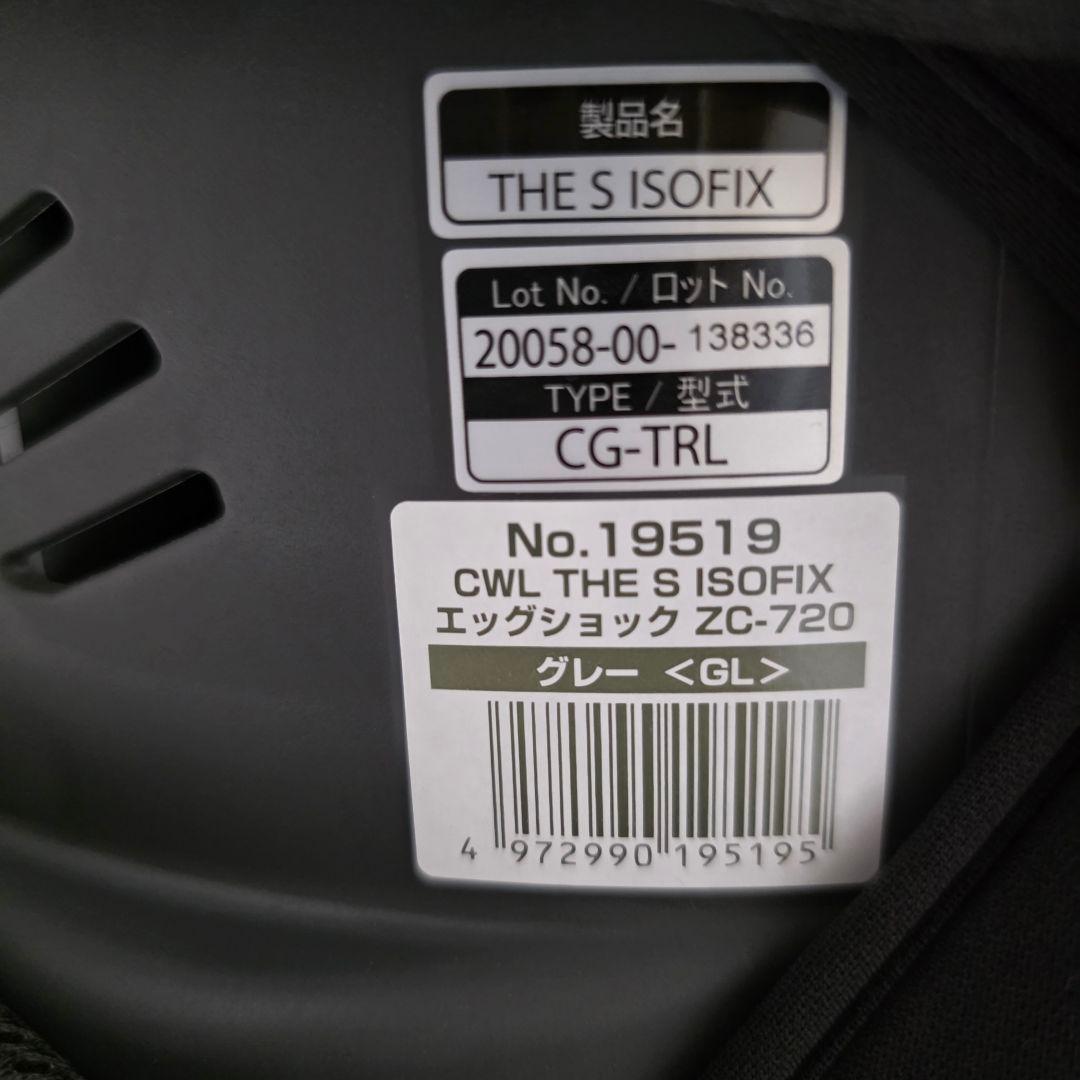 製品名
THE S ISOFIX
Lot No. / ロット No.
20058-00-138336
TYPE / 型式
CG-TRL
No.19519
CWL THE S ISOFIX
エッグショック ZC-720
グレー <GL>
4 972990 195195